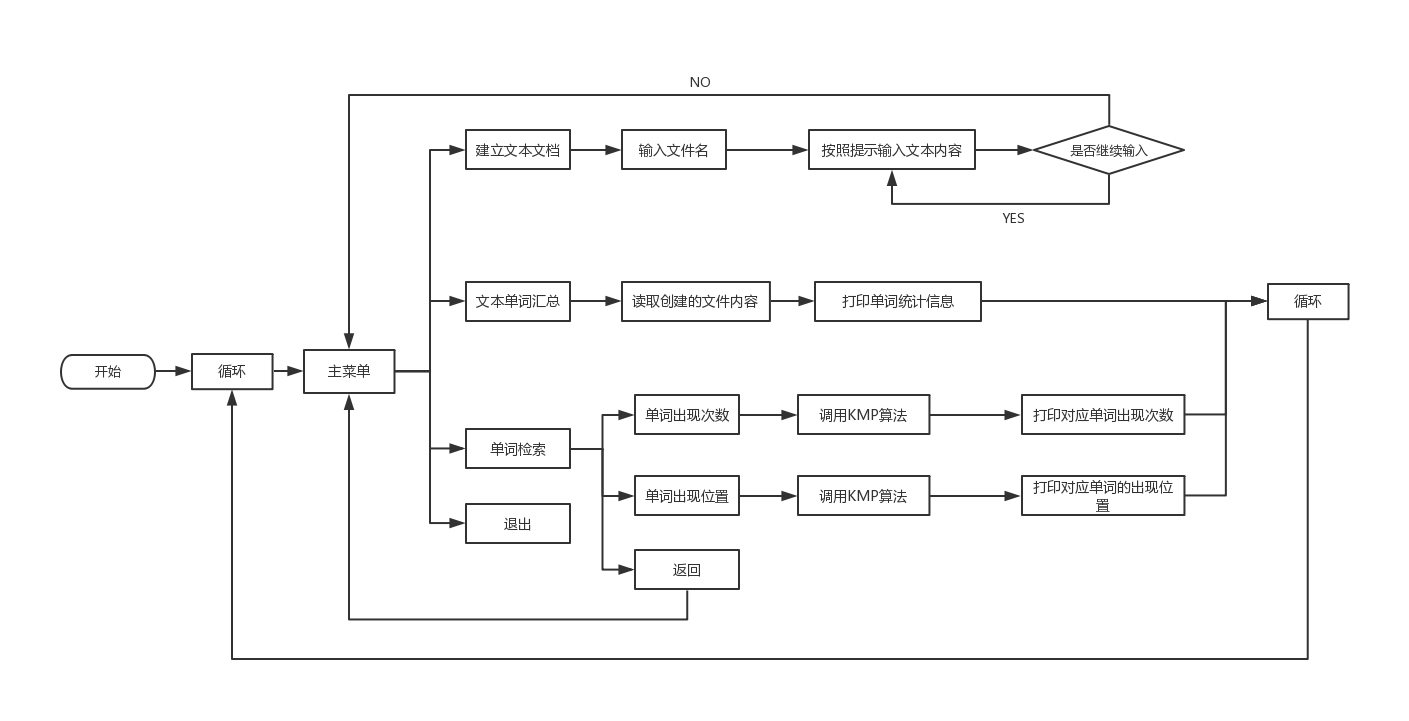 NO
建立文本文档
输入文件名
按照提示输入文本内容
是否继续输入
YES
文本单词汇总
读取创建的文件内容
打印单词统计信息
循环
开始
循环
主菜单
单词出现次数
调用KMP算法
打印对应单词出现次数
单词检索
单词出现位置
调用KMP算法
打印对应单词的出现位
置
退出
返回